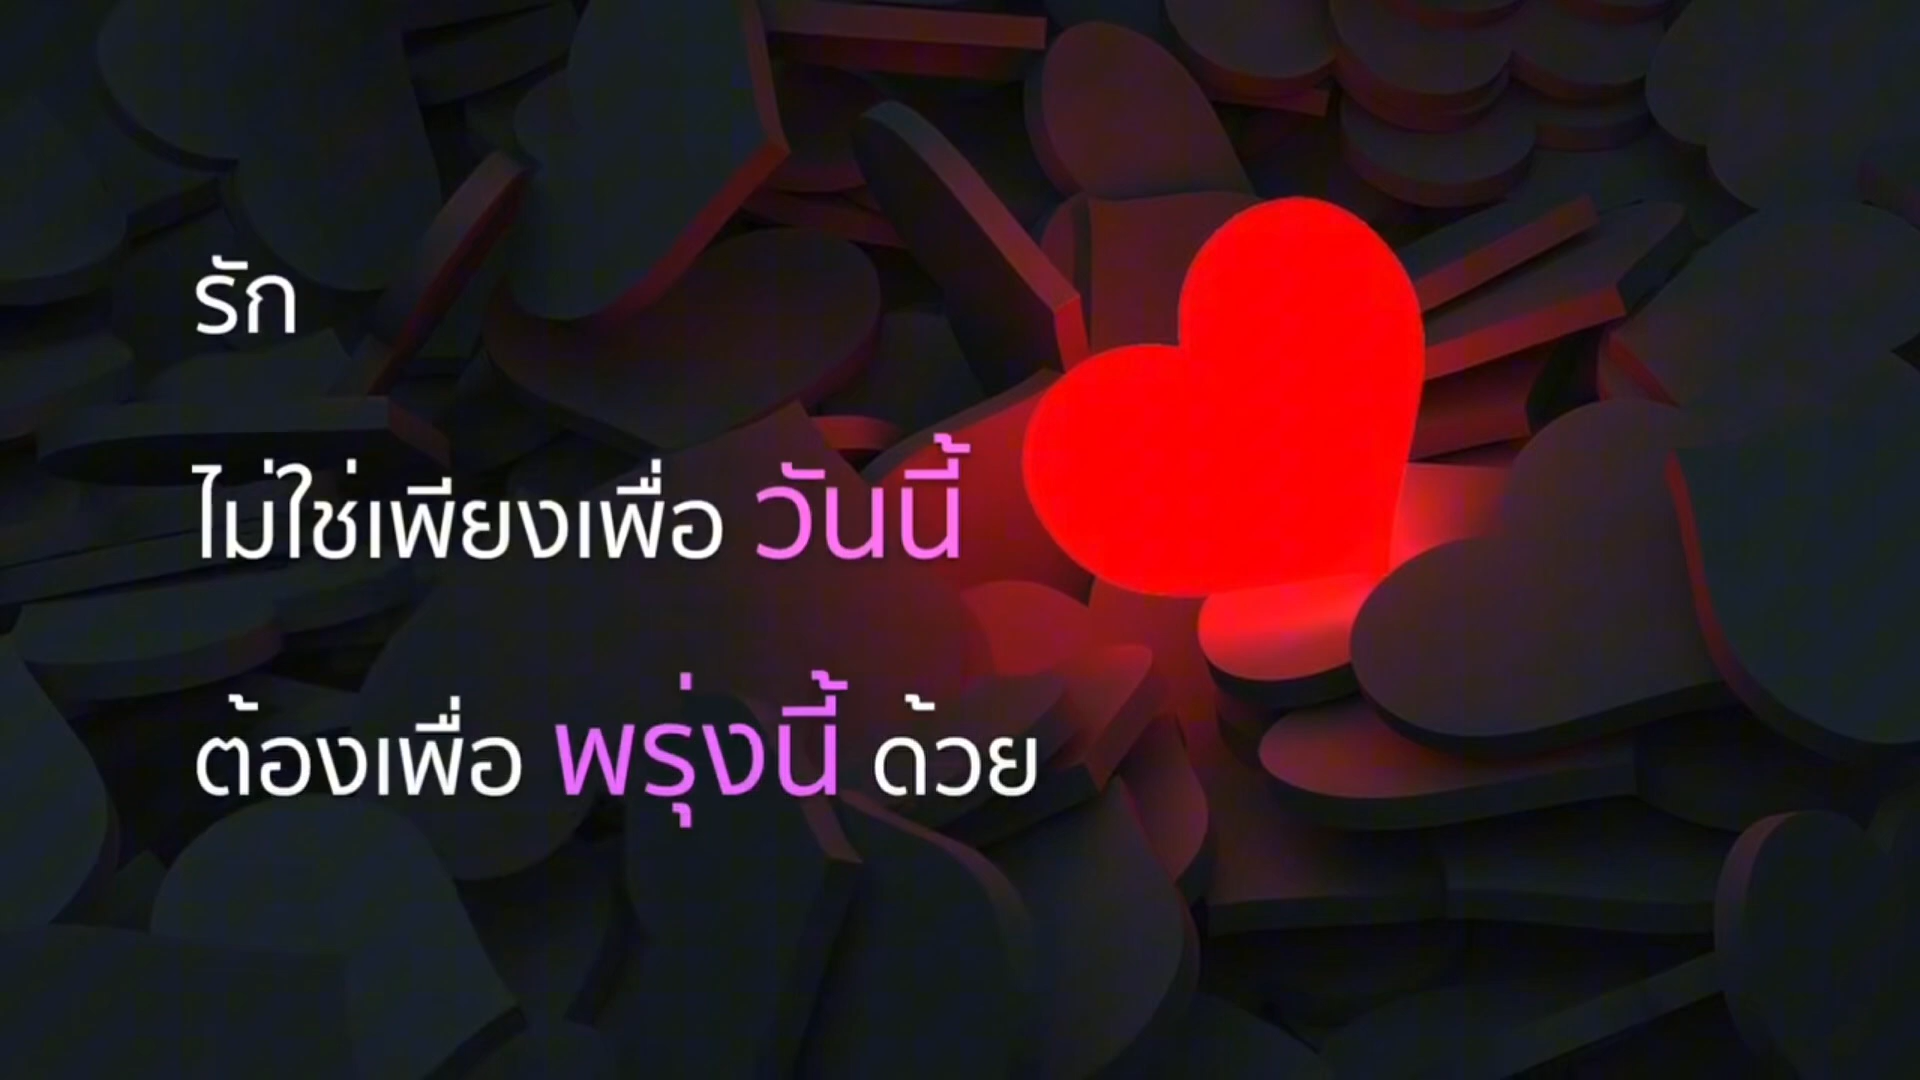 รัก
ไม่ใช่เพียงเพื่อ วันนี้
ต้องเพื่อ พรุ่งนี้ ด้วย